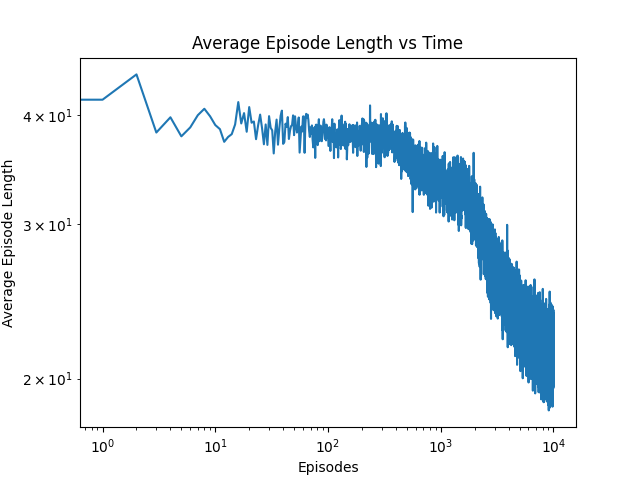 Average Episode Length vs Time
Average Episode Length
4 × 10¹
3 × 10¹
2 × 10¹
10⁰
10¹
10²
10³
10⁴
Episodes